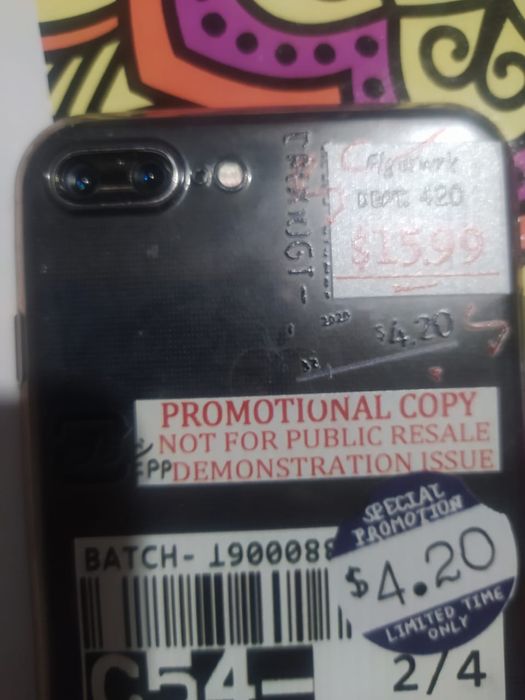 DEPT. 420
$15.99
2020
$4.20
PROMOTIONAL COPY
NOT FOR PUBLIC RESALE
DEMONSTRATION ISSUE
SPECIAL
PROMOTION
$4.20
LIMITED TIME
ONLY
BATCH-
C54-
2/4